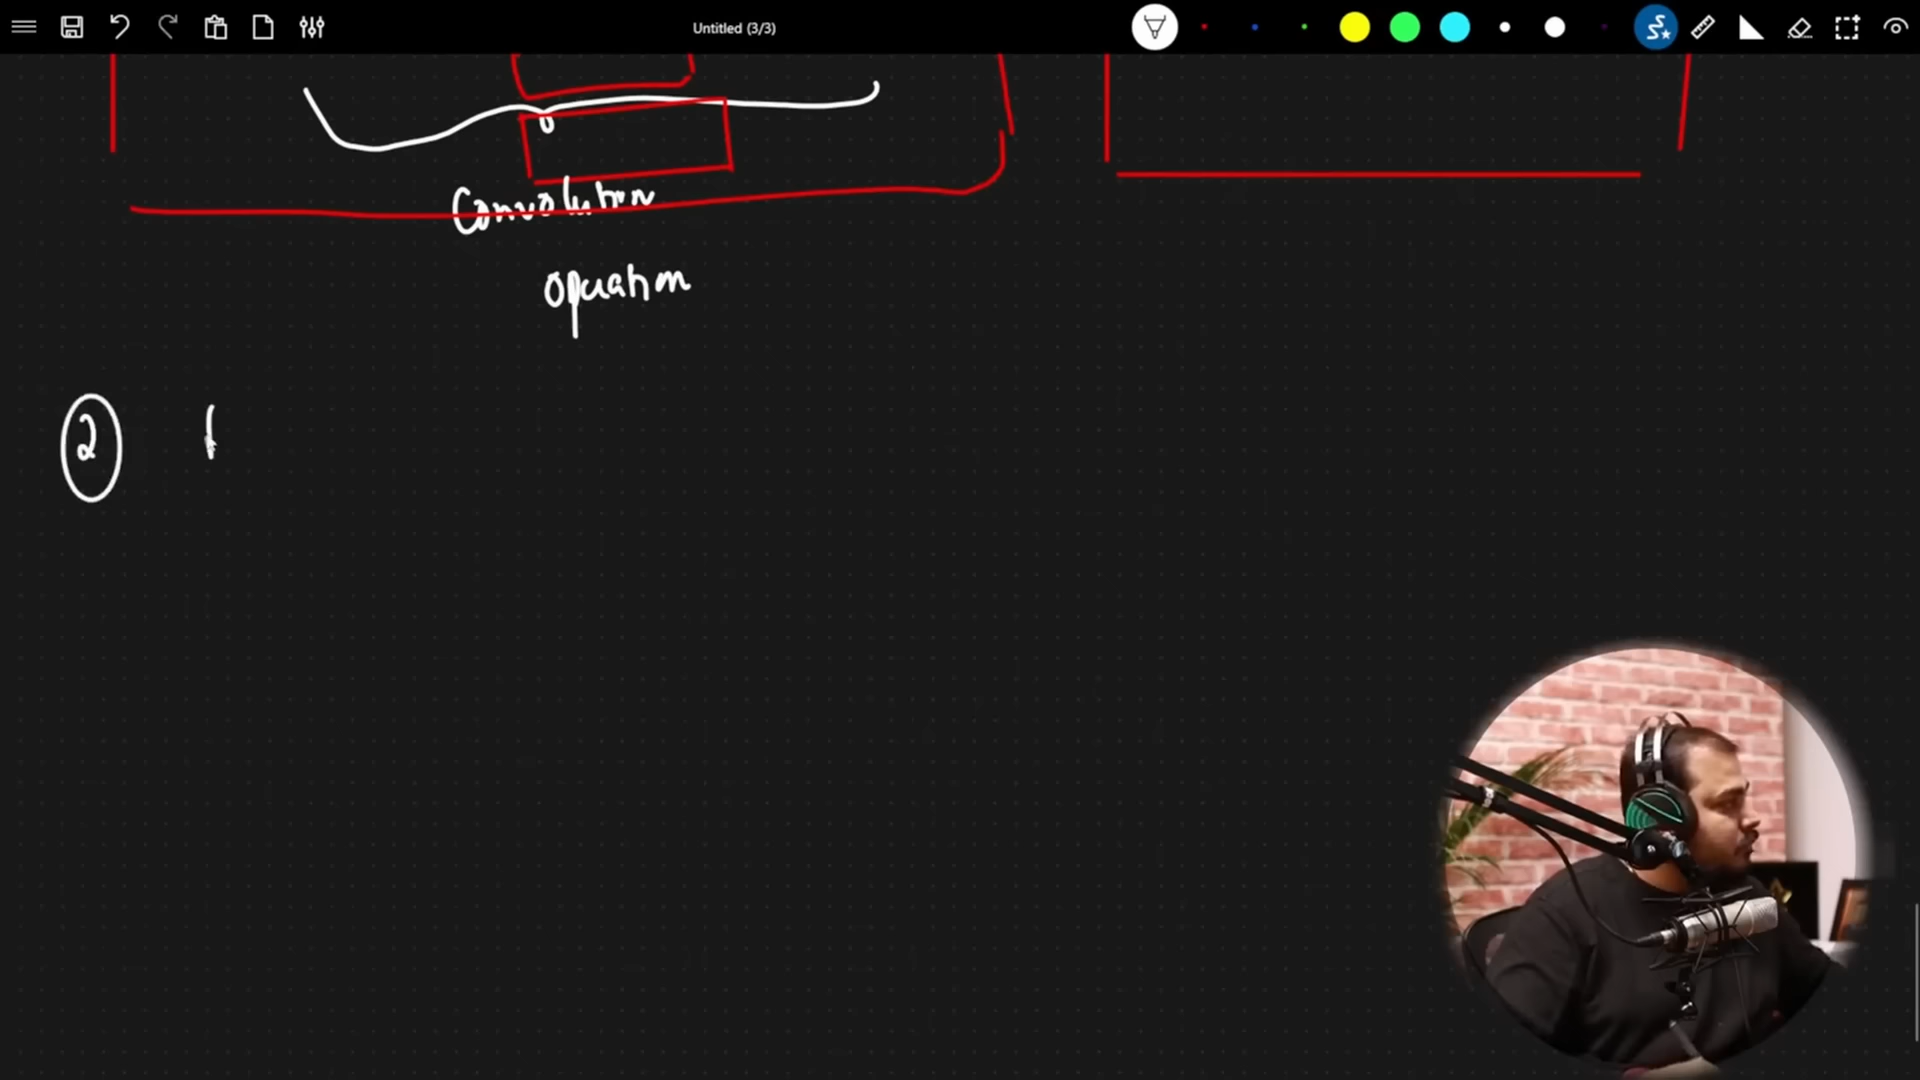 Untitled (3/3)
Convolution
operation
2